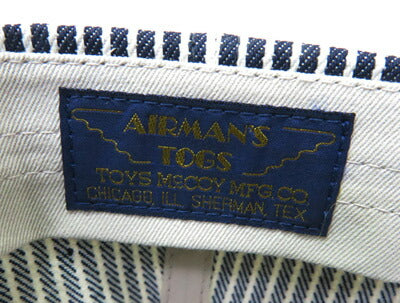 AIRMAN'S
TOGS
TOYS McCOY MFG.CO.
CHICAGO, ILL. SHERMAN, TEX